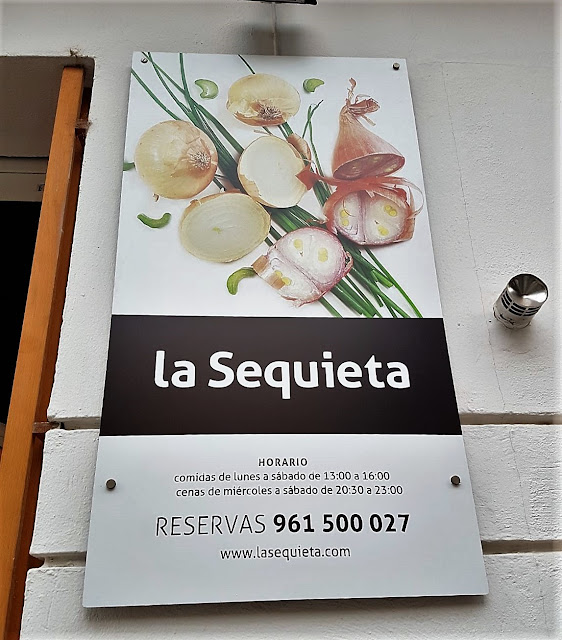 la Sequieta
HORARIO
comidas de lunes a sábado de 13:00 a 16:00
cenas de miércoles a sábado de 20:30 a 23:00
RESERVAS 961 500 027
www.lasequieta.com